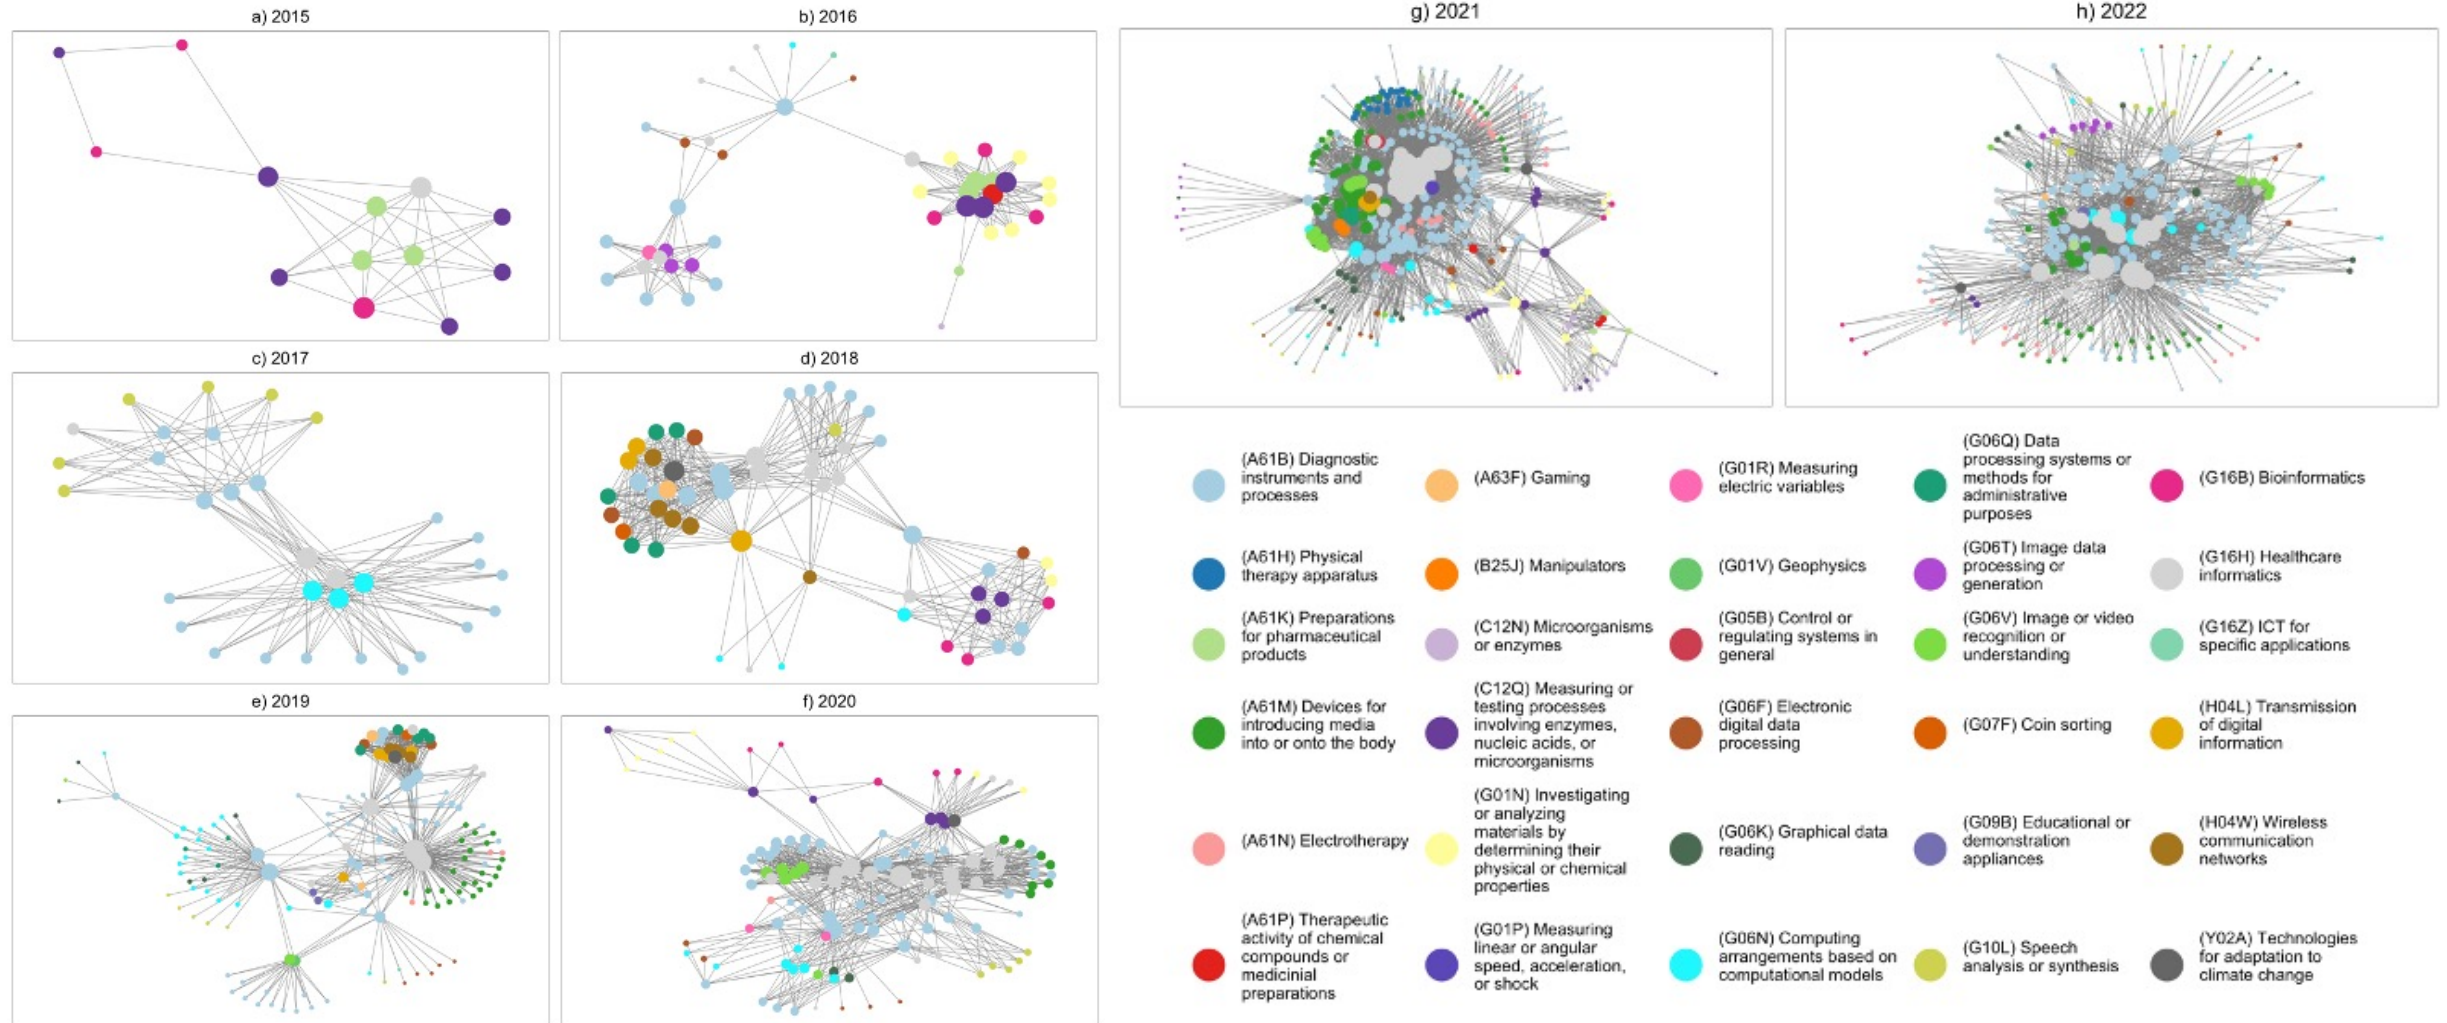 a) 2015
b) 2016
g) 2021
h) 2022
c) 2017
d) 2018
e) 2019
f) 2020
(A61B) Diagnostic
instruments and
processes
(A63F) Gaming
(G01R) Measuring
electric variables
(G06Q) Data
processing systems or
methods for
administrative
purposes
(G16B) Bioinformatics
(A61H) Physical
therapy apparatus
(B25J) Manipulators
(G01V) Geophysics
(G06T) Image data
processing or
generation
(G16H) Healthcare
informatics
(A61K) Preparations
for pharmaceutical
products
(C12N) Microorganisms
or enzymes
(G05B) Control or
regulating systems in
general
(G06V) Image or video
recognition or
understanding
(G16Z) ICT for
specific applications
(A61M) Devices for
introducing media
into or onto the body
(C12Q) Measuring or
testing processes
involving enzymes,
nucleic acids, or
microorganisms
(G06F) Electronic
digital data
processing
(G07F) Coin sorting
(H04L) Transmission
of digital
information
(A61N) Electrotherapy
(G01N) Investigating
or analyzing
materials by
determining their
physical or chemical
properties
(G06K) Graphical data
reading
(G09B) Educational or
demonstration
appliances
(H04W) Wireless
communication
networks
(A61P) Therapeutic
activity of chemical
compounds or
medicinial
preparations
(G01P) Measuring
linear or angular
speed, acceleration,
or shock
(G06N) Computing
arrangements based on
computational models
(G10L) Speech
analysis or synthesis
(Y02A) Technologies
for adaptation to
climate change